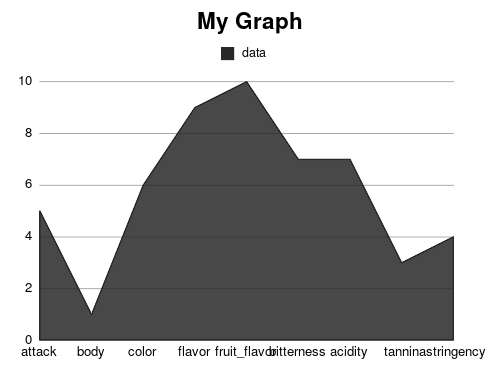 My Graph
data
10
8
6
4
2
0
attack body color flavor fruit_flavor bitterness acidity tannin astringency